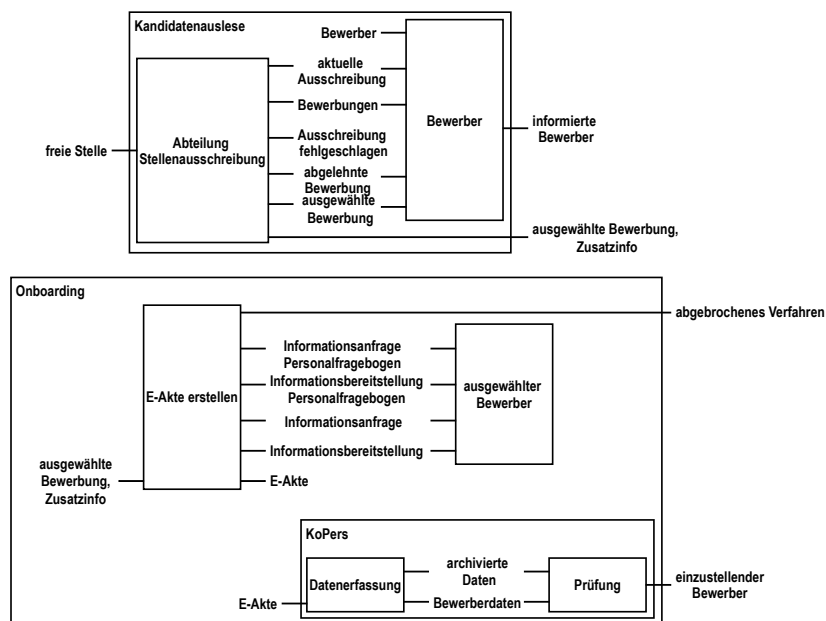 Kandidatenauslese
Bewerber
aktuelle
Ausschreibung
Bewerbungen
Ausschreibung
fehlgeschlagen
abgelehnte
Bewerbung
ausgewählte
Bewerbung
freie Stelle
Abteilung
Stellenausschreibung
Bewerber
informierte
Bewerber
ausgewählte Bewerbung,
Zusatzinfo
Onboarding
abgebrochenes Verfahren
E-Akte erstellen
Informationsanfrage
Personalfragebogen
Informationsbereitstellung
Personalfragebogen
Informationsanfrage
Informationsbereitstellung
ausgewählter
Bewerber
ausgewählte
Bewerbung,
Zusatzinfo
E-Akte
KoPers
E-Akte
Datenerfassung
archivierte
Daten
Bewerberdaten
Prüfung
einzustellender
Bewerber